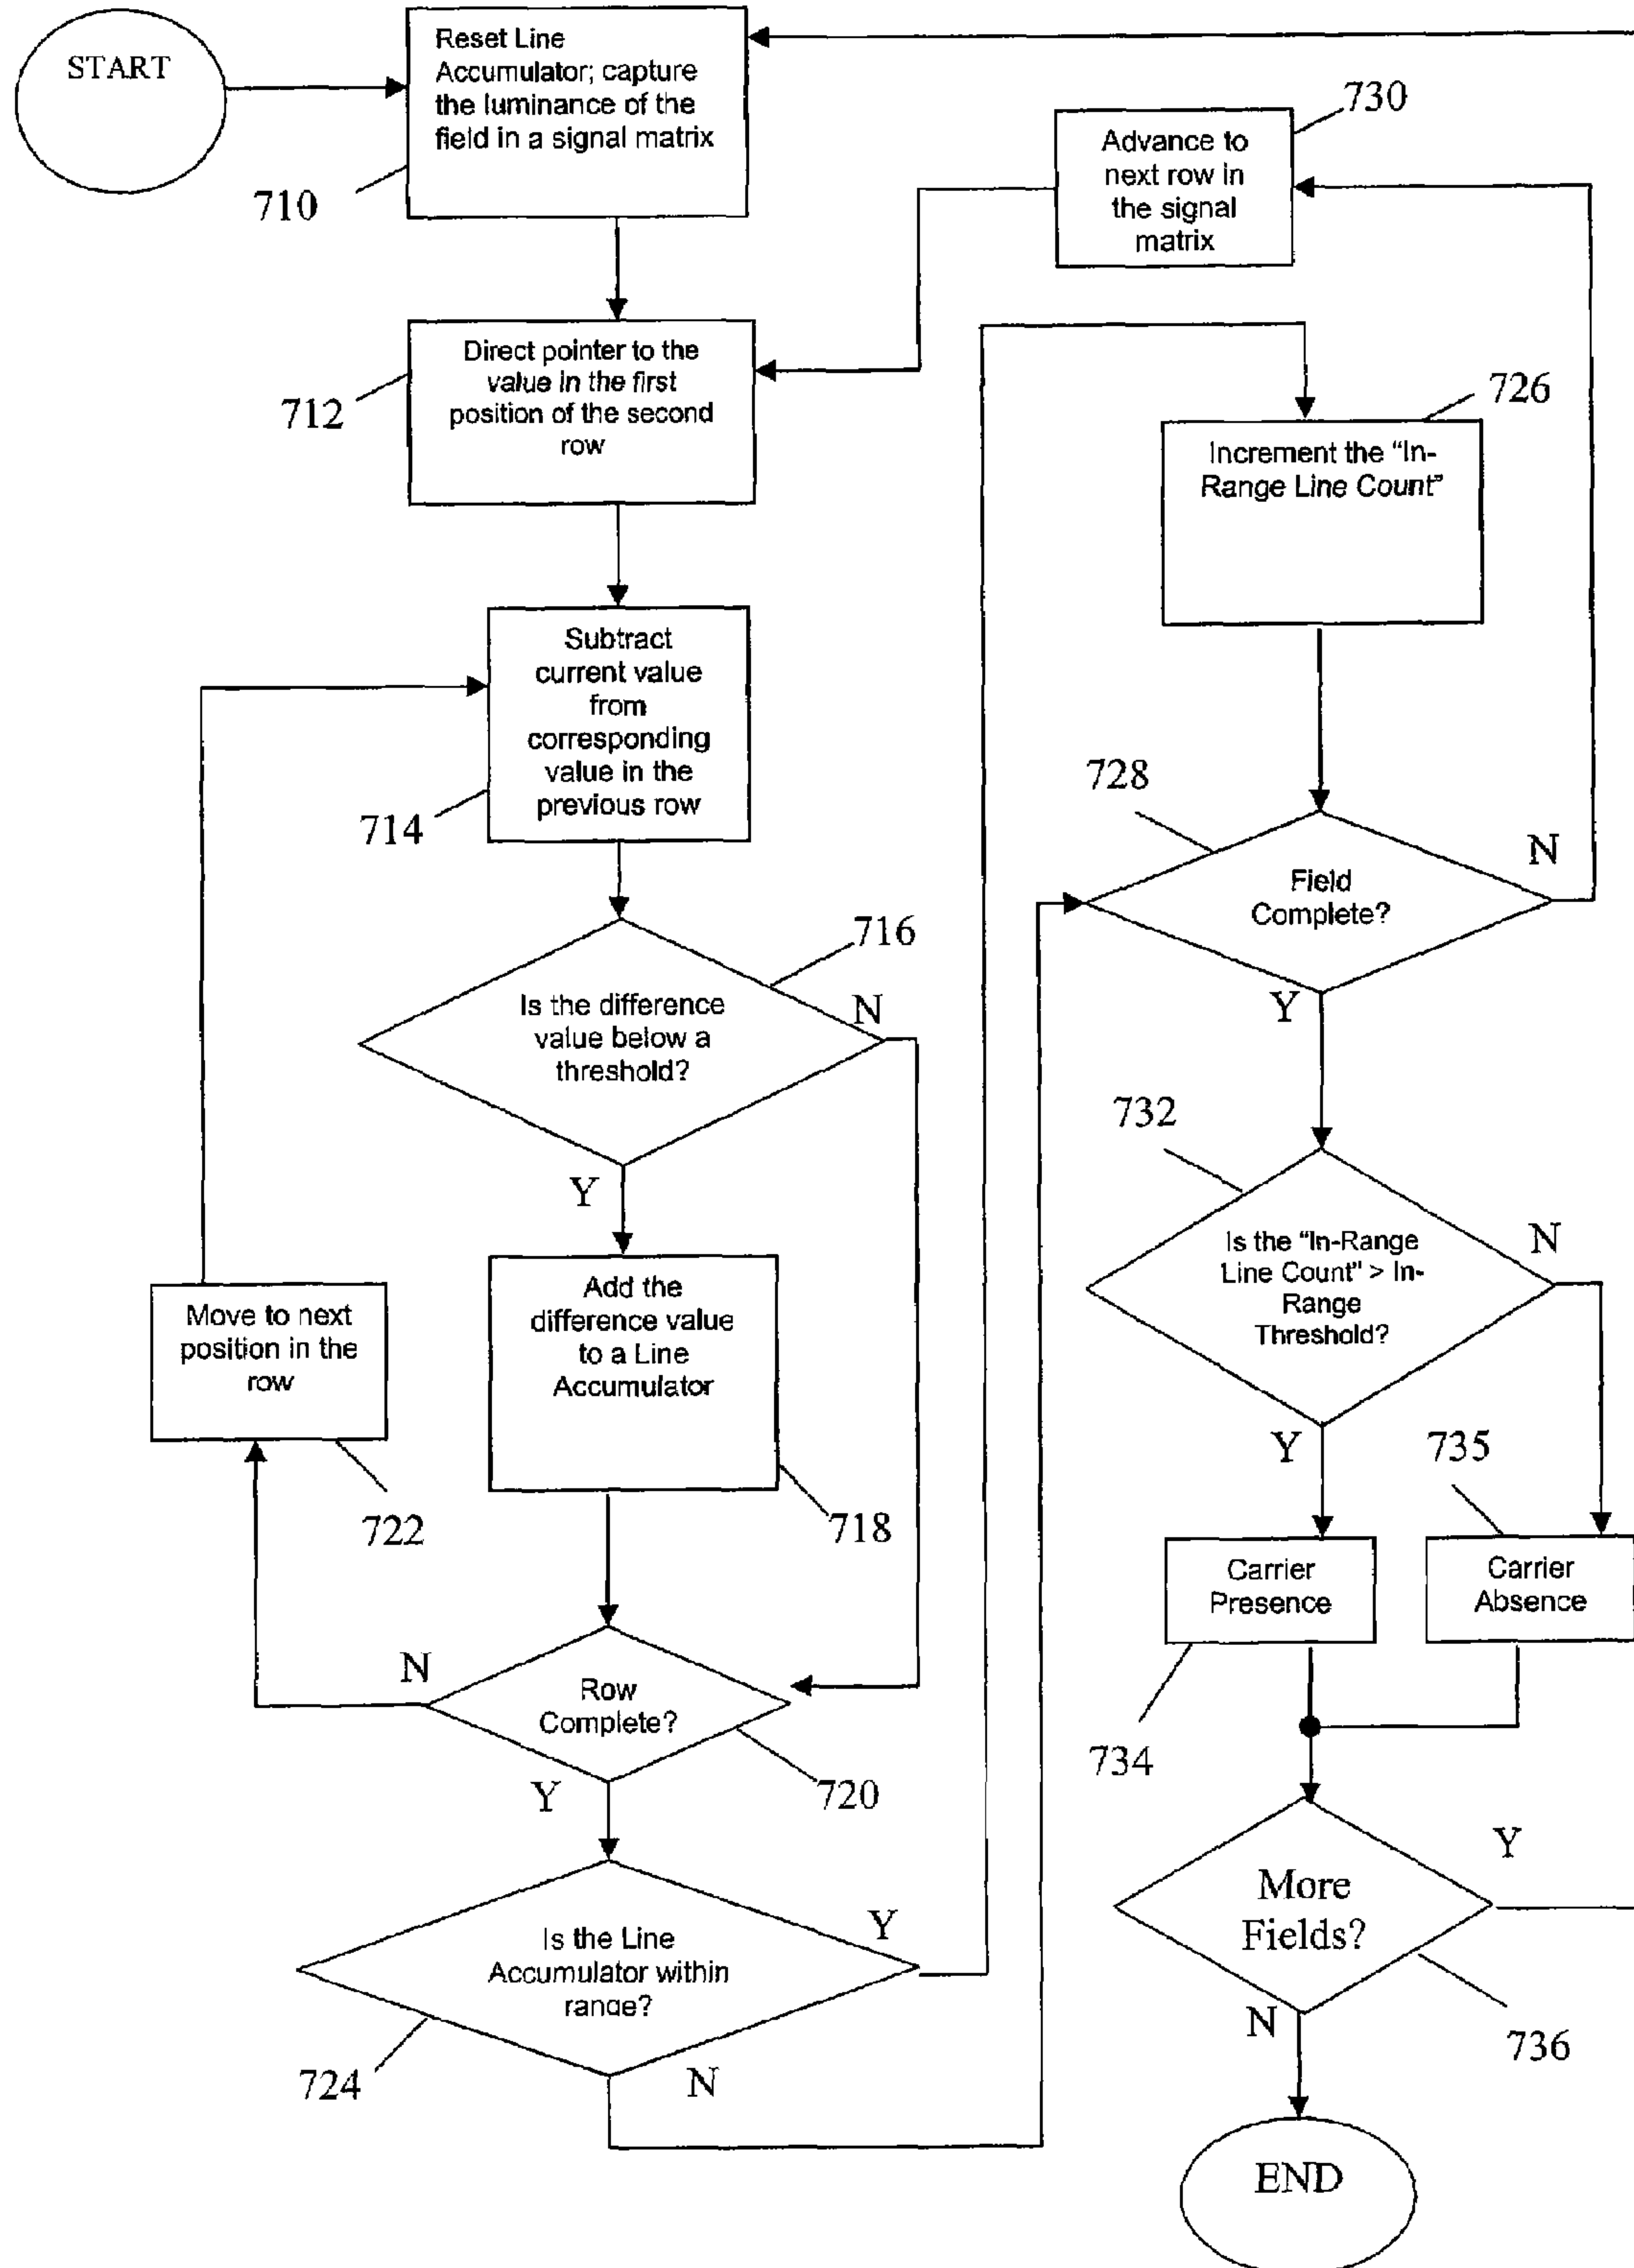 START
Reset Line
Accumulator; capture
the luminance of the
field in a signal matrix
710
730
Advance to
next row in
the signal
matrix
Direct pointer to the
value in the first
position of the second
row
712
726
Increment the “In-
Range Line Count”
Subtract
current value
from
corresponding
value in the
previous row
714
728
Field
Complete?
N
Y
716
Is the difference
value below a
threshold?
N
Y
732
Is the “In-Range
Line Count” > In-
Range
Threshold?
N
Y
Add the
difference value
to a Line
Accumulator
718
Move to next
position in the
row
722
735
Carrier
Presence
734
Carrier
Absence
N
Row
Complete?
720
Y
More
Fields?
Y
N
736
Is the Line
Accumulator within
range?
Y
N
724
END